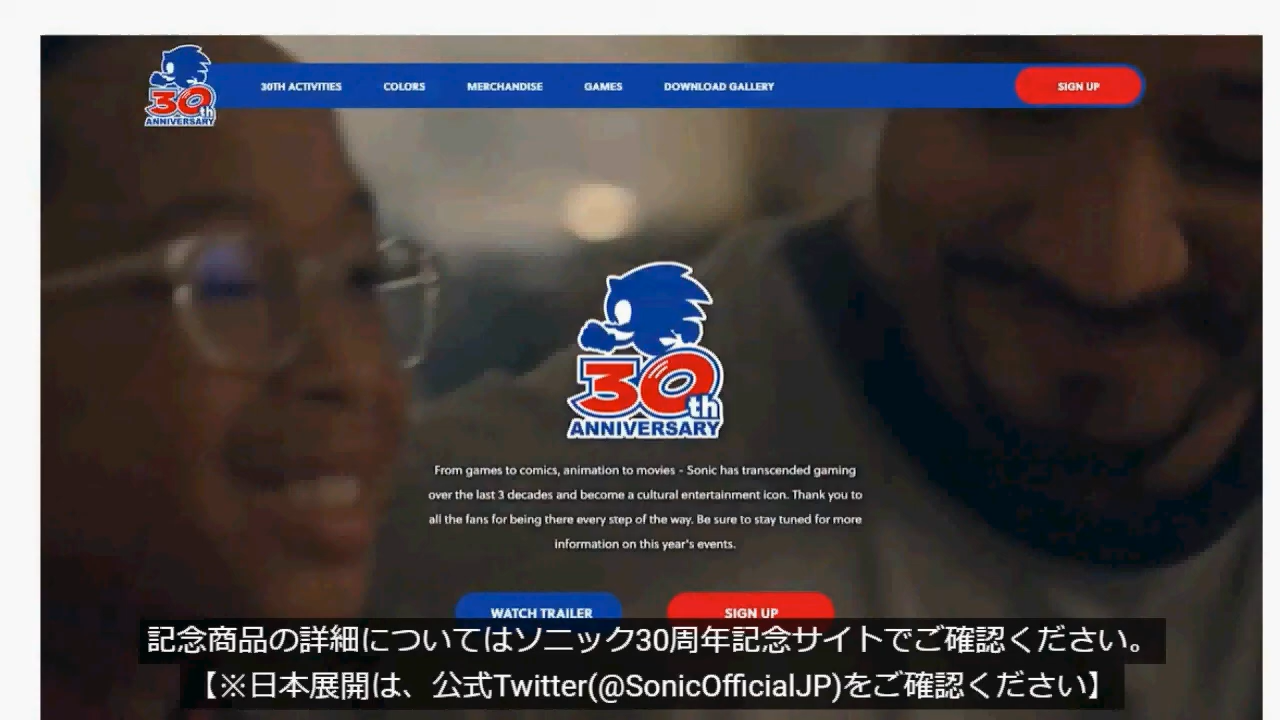 30th
ANNIVERSARY
30TH ACTIVITIES
COLORS
MERCHANDISE
GAMES
DOWNLOAD GALLERY
SIGN UP
30th
ANNIVERSARY
From games to comics, animation to movies - Sonic has transcended gaming
over the last 3 decades and become a cultural entertainment icon. Thank you to
all the fans for being there every step of the way. Be sure to stay tuned for more
information on this year's events.
WATCH TRAILER
SIGN UP
記念商品の詳細についてはソニック30周年記念サイトでご確認ください。
【※日本展開は、公式Twitter(@SonicOfficialJP)をご確認ください】